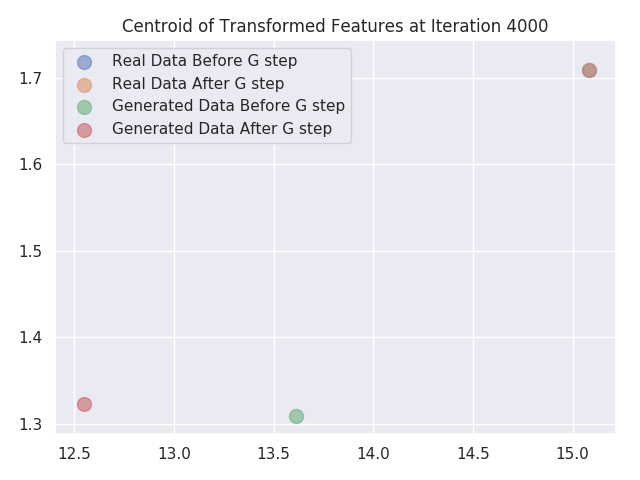 Centroid of Transformed Features at Iteration 4000
Real Data Before G step
Real Data After G step
Generated Data Before G step
Generated Data After G step
1.7
1.6
1.5
1.4
1.3
12.5 13.0 13.5 14.0 14.5 15.0